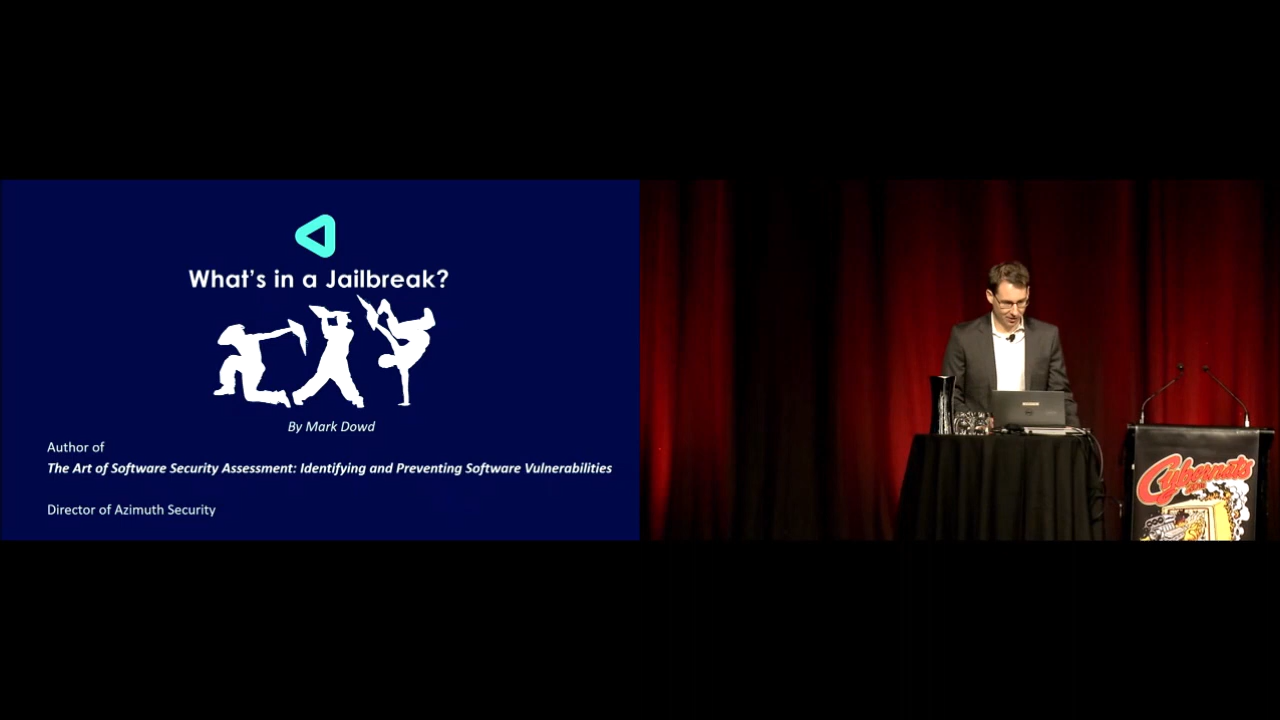 What's in a Jailbreak?
By Mark Dowd
Author of
The Art of Software Security Assessment: Identifying and Preventing Software Vulnerabilities
Director of Azimuth Security
Cybernats